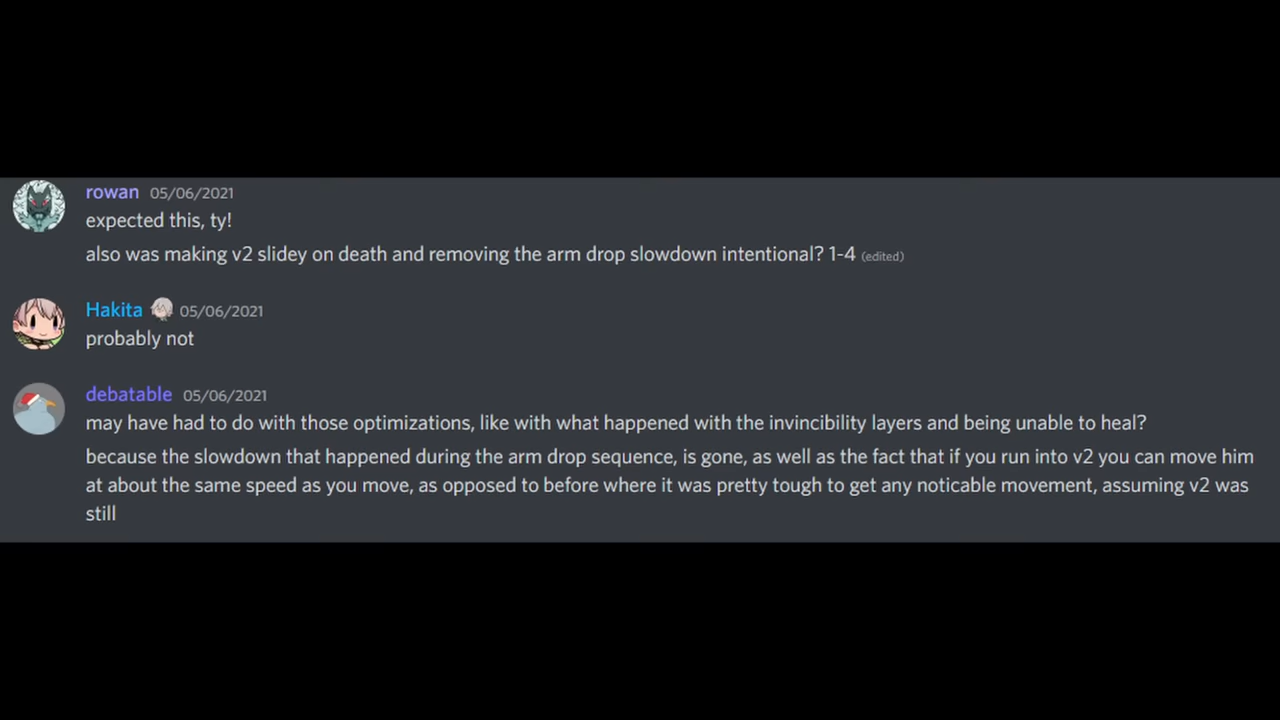 rowan 05/06/2021
expected this, ty!
also was making v2 slidey on death and removing the arm drop slowdown intentional? 1-4 (edited)
Hakita 05/06/2021
probably not
debatable 05/06/2021
may have had to do with those optimizations, like with what happened with the invincibility layers and being unable to heal?
because the slowdown that happened during the arm drop sequence, is gone, as well as the fact that if you run into v2 you can move him
at about the same speed as you move, as opposed to before where it was pretty tough to get any noticable movement, assuming v2 was
still